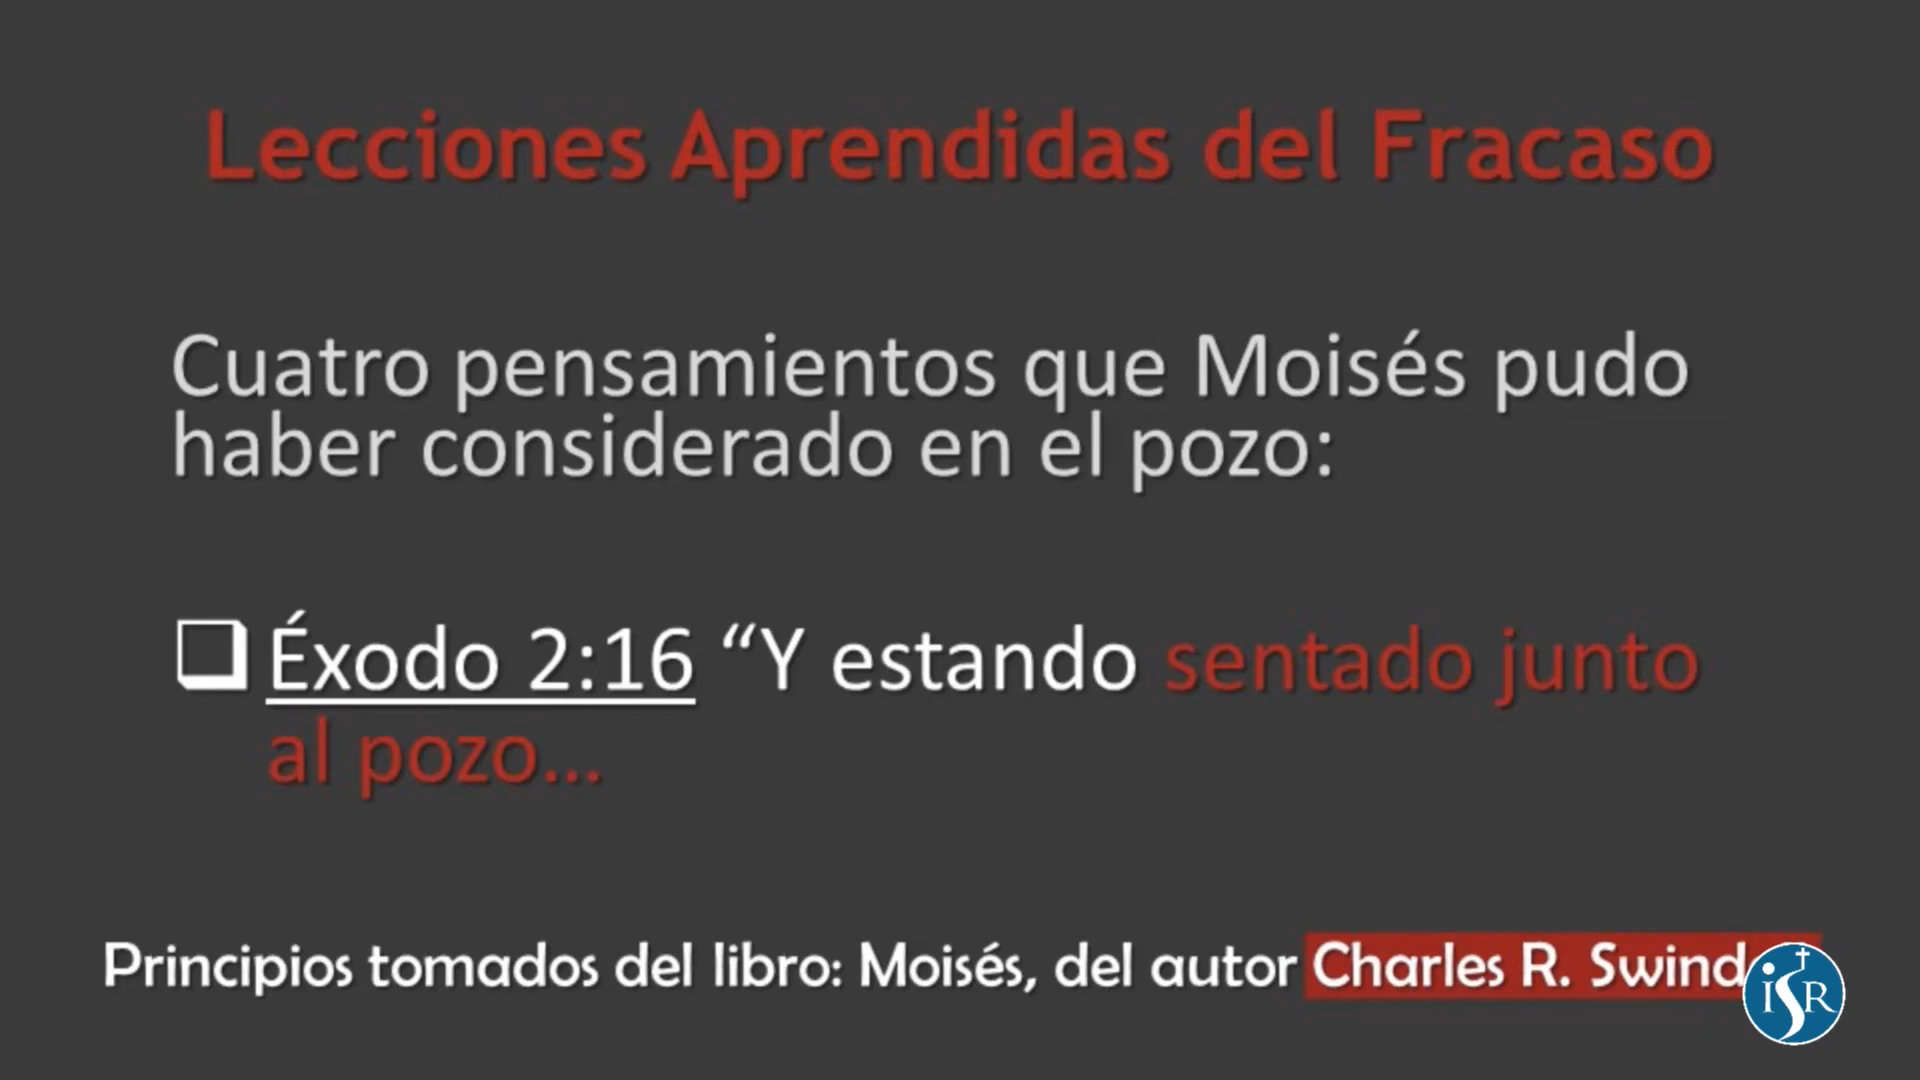 Lecciones Aprendidas del Fracaso
Cuatro pensamientos que Moisés pudo
haber considerado en el pozo:
❑ Éxodo 2:16 “Y estando sentado junto
al pozo...
Principios tomados del libro: Moisés, del autor Charles R. Swind
iSR